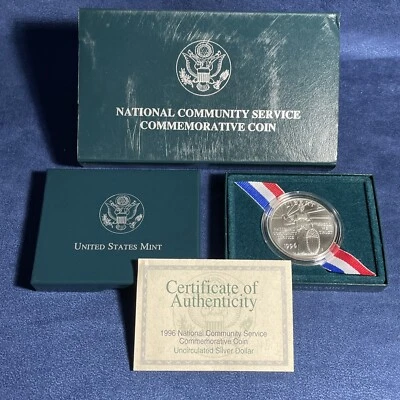 NATIONAL COMMUNITY SERVICE
COMMEMORATIVE COIN
UNITED STATES MINT
1996
Certificate of
Authenticity
1996 National Community Service
Commemorative Coin
Uncirculated Silver Dollar